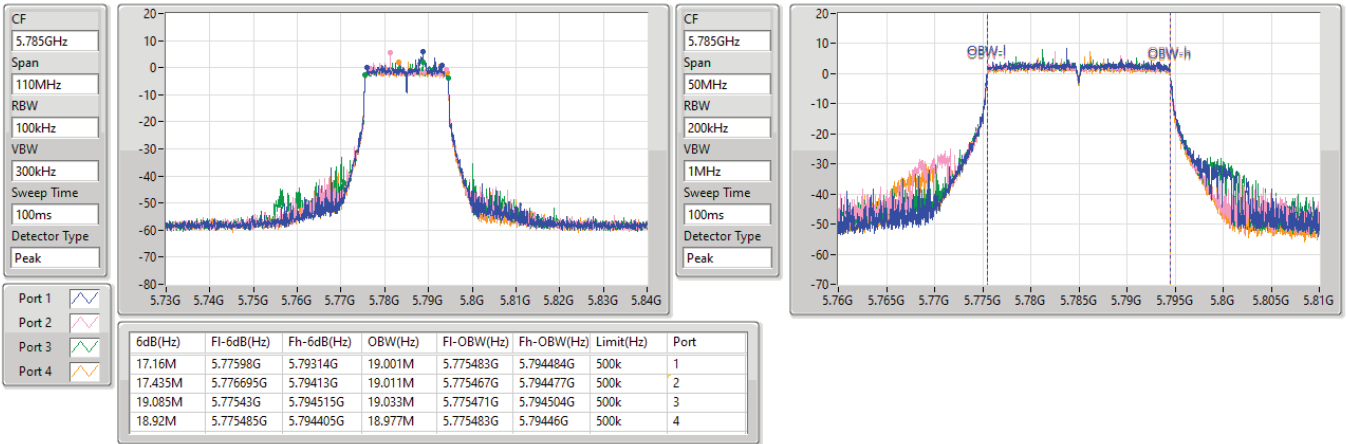 CF
5.785GHz
Span
110MHz
RBW
100kHz
VBW
300kHz
Sweep Time
100ms
Detector Type
Peak
20
10
0
-10
-20
-30
-40
-50
-60
-70
-80
5.73G 5.74G 5.75G 5.76G 5.77G 5.78G 5.79G 5.8G 5.81G 5.82G 5.83G 5.84G
CF
5.785GHz
Span
50MHz
RBW
200kHz
VBW
1MHz
Sweep Time
100ms
Detector Type
Peak
20
10
0
-10
-20
-30
-40
-50
-60
-70
OBW-l OBW-h
5.76G 5.765G 5.77G 5.775G 5.78G 5.785G 5.79G 5.795G 5.8G 5.805G 5.81G
Port 1
Port 2
Port 3
Port 4
6dB(Hz) Fl-6dB(Hz) Fh-6dB(Hz) OBW(Hz) Fl-OBW(Hz) Fh-OBW(Hz) Limit(Hz) Port
17.16M 5.77598G 5.79314G 19.001M 5.775483G 5.794484G 500k 1
17.435M 5.776695G 5.79413G 19.011M 5.775467G 5.794477G 500k 2
19.085M 5.77543G 5.794515G 19.033M 5.775471G 5.794504G 500k 3
18.92M 5.775485G 5.794405G 18.977M 5.775483G 5.79446G 500k 4